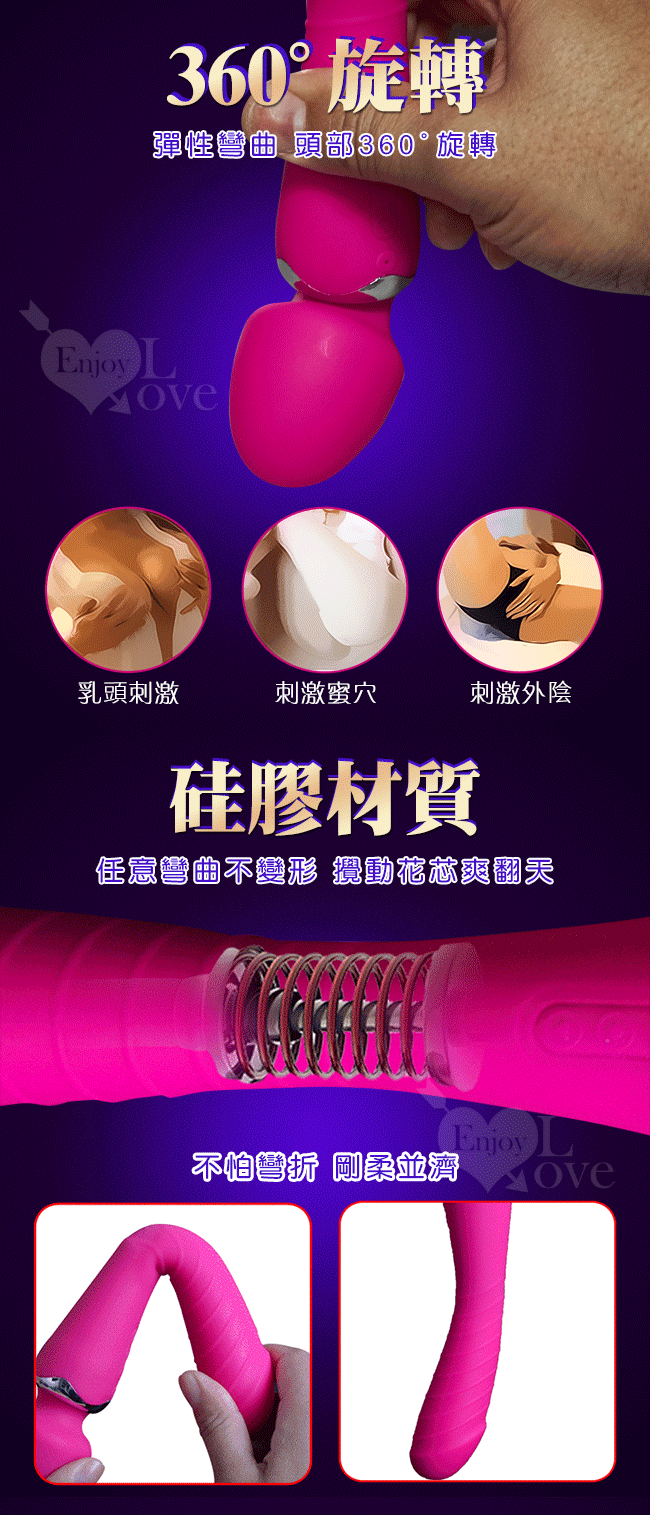 360°旋轉
彈性彎曲 頭部360°旋轉
Enjoy Love
乳頭刺激 刺激蜜穴 刺激外陰
硅膠材質
任意彎曲不變形 攪動花芯爽翻天
Enjoy Love
不怕彎折 剛柔並濟